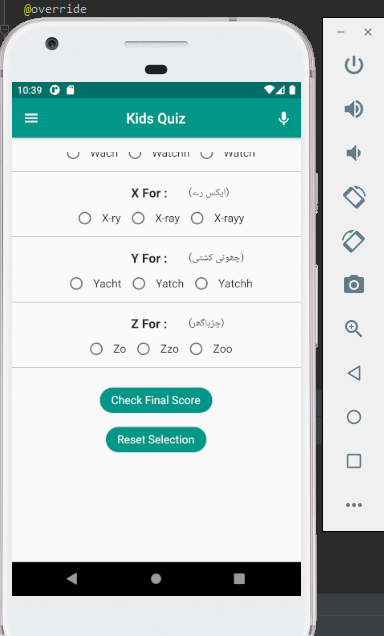 @override
10:39
Kids Quiz
Wach Watchh Watch
X For : (ایکس رے)
X-ry X-ray X-rayy
Y For : (چھوٹی کشتی)
Yacht Yatch Yatchh
Z For : (چڑیاگھر)
Zo Zzo Zoo
Check Final Score
Reset Selection